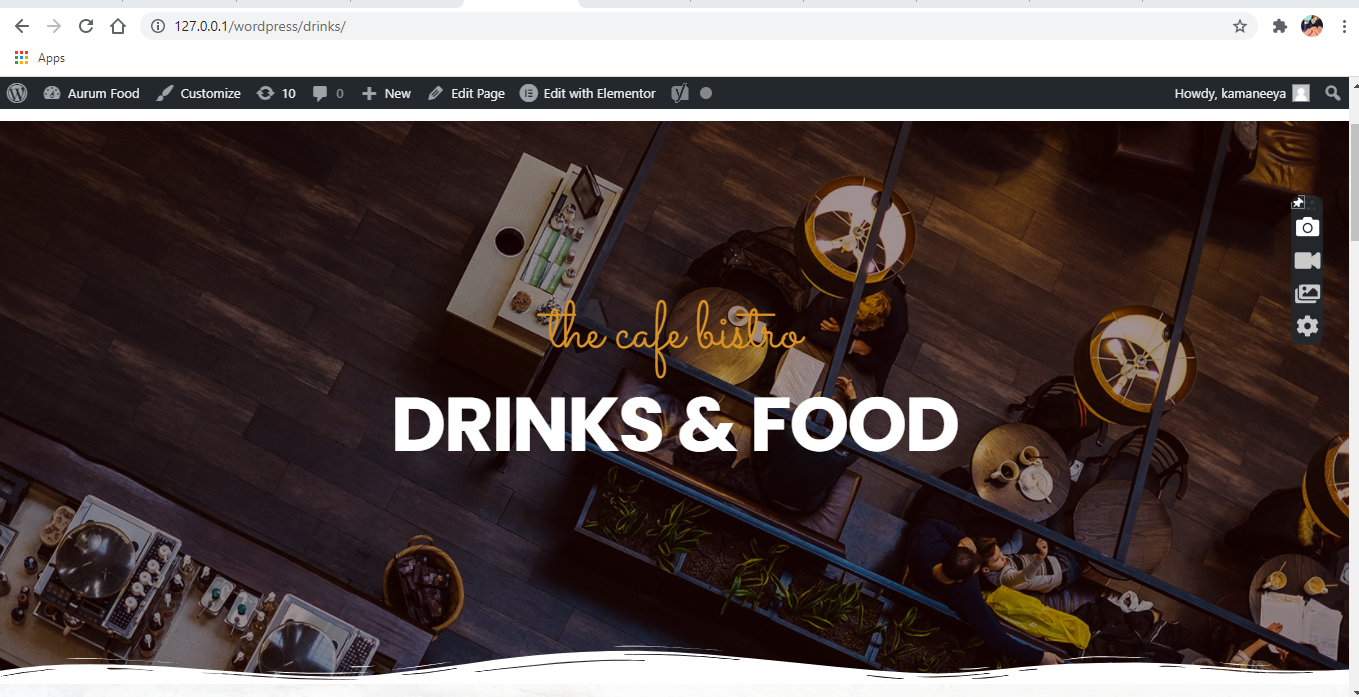 127.0.0.1/wordpress/drinks/
Apps
Aurum Food Customize 10 0 New Edit Page Edit with Elementor Howdy, kamaneeya
the cafe bistro
DRINKS & FOOD